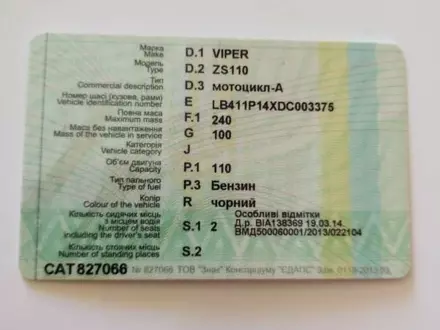 Марка
Make D.1 VIPER
Модель
Type D.2 ZS110
Тип
Commercial description D.3 мотоцикл-А
Номер шасі (кузова, рами)
Vehicle identification number E LB411P14XDC003375
Повна маса
Maximum mass F.1 240
Маса без навантаження
Mass of the vehicle in service G 100
Категорія
Vehicle category J
Об'єм двигуна
Capacity P.1 110
Тип пального
Type of fuel P.3 Бензин
Колір
Colour of the vehicle R чорний
Кількість сидячих місць
з місцем водія
Number of seats
including the driver's seat S.1 2
Особливі відмітки
Д.р. ВІА138369 19.03.14.
ВМД500060001/2013/022104
Кількість стоячих місць
Number of standing places S.2
САТ 827066 № 827066 ТОВ "Знак" Консорціуму "ЄДАПС"